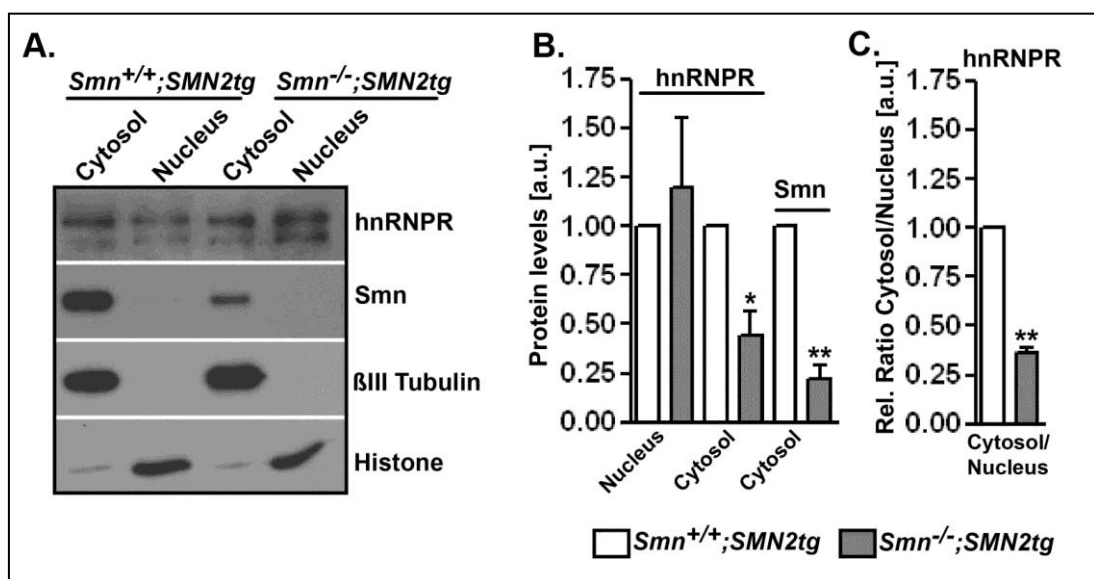 A.
Smn+/+;SMN2tg Smn-/-;SMN2tg
Cytosol Nucleus Cytosol Nucleus
hnRNPR
Smn
ßIII Tubulin
Histone
B.
hnRNPR
Smn
Protein levels [a.u.]
1.75
1.50
1.25
1.00
0.75
0.50
0.25
0.00
*
**
Nucleus Cytosol Cytosol
C.
hnRNPR
Rel. Ratio Cytosol/Nucleus [a.u.]
1.75
1.50
1.25
1.00
0.75
0.50
0.25
0.00
**
Cytosol/
Nucleus
Smn+/+;SMN2tg Smn-/-;SMN2tg